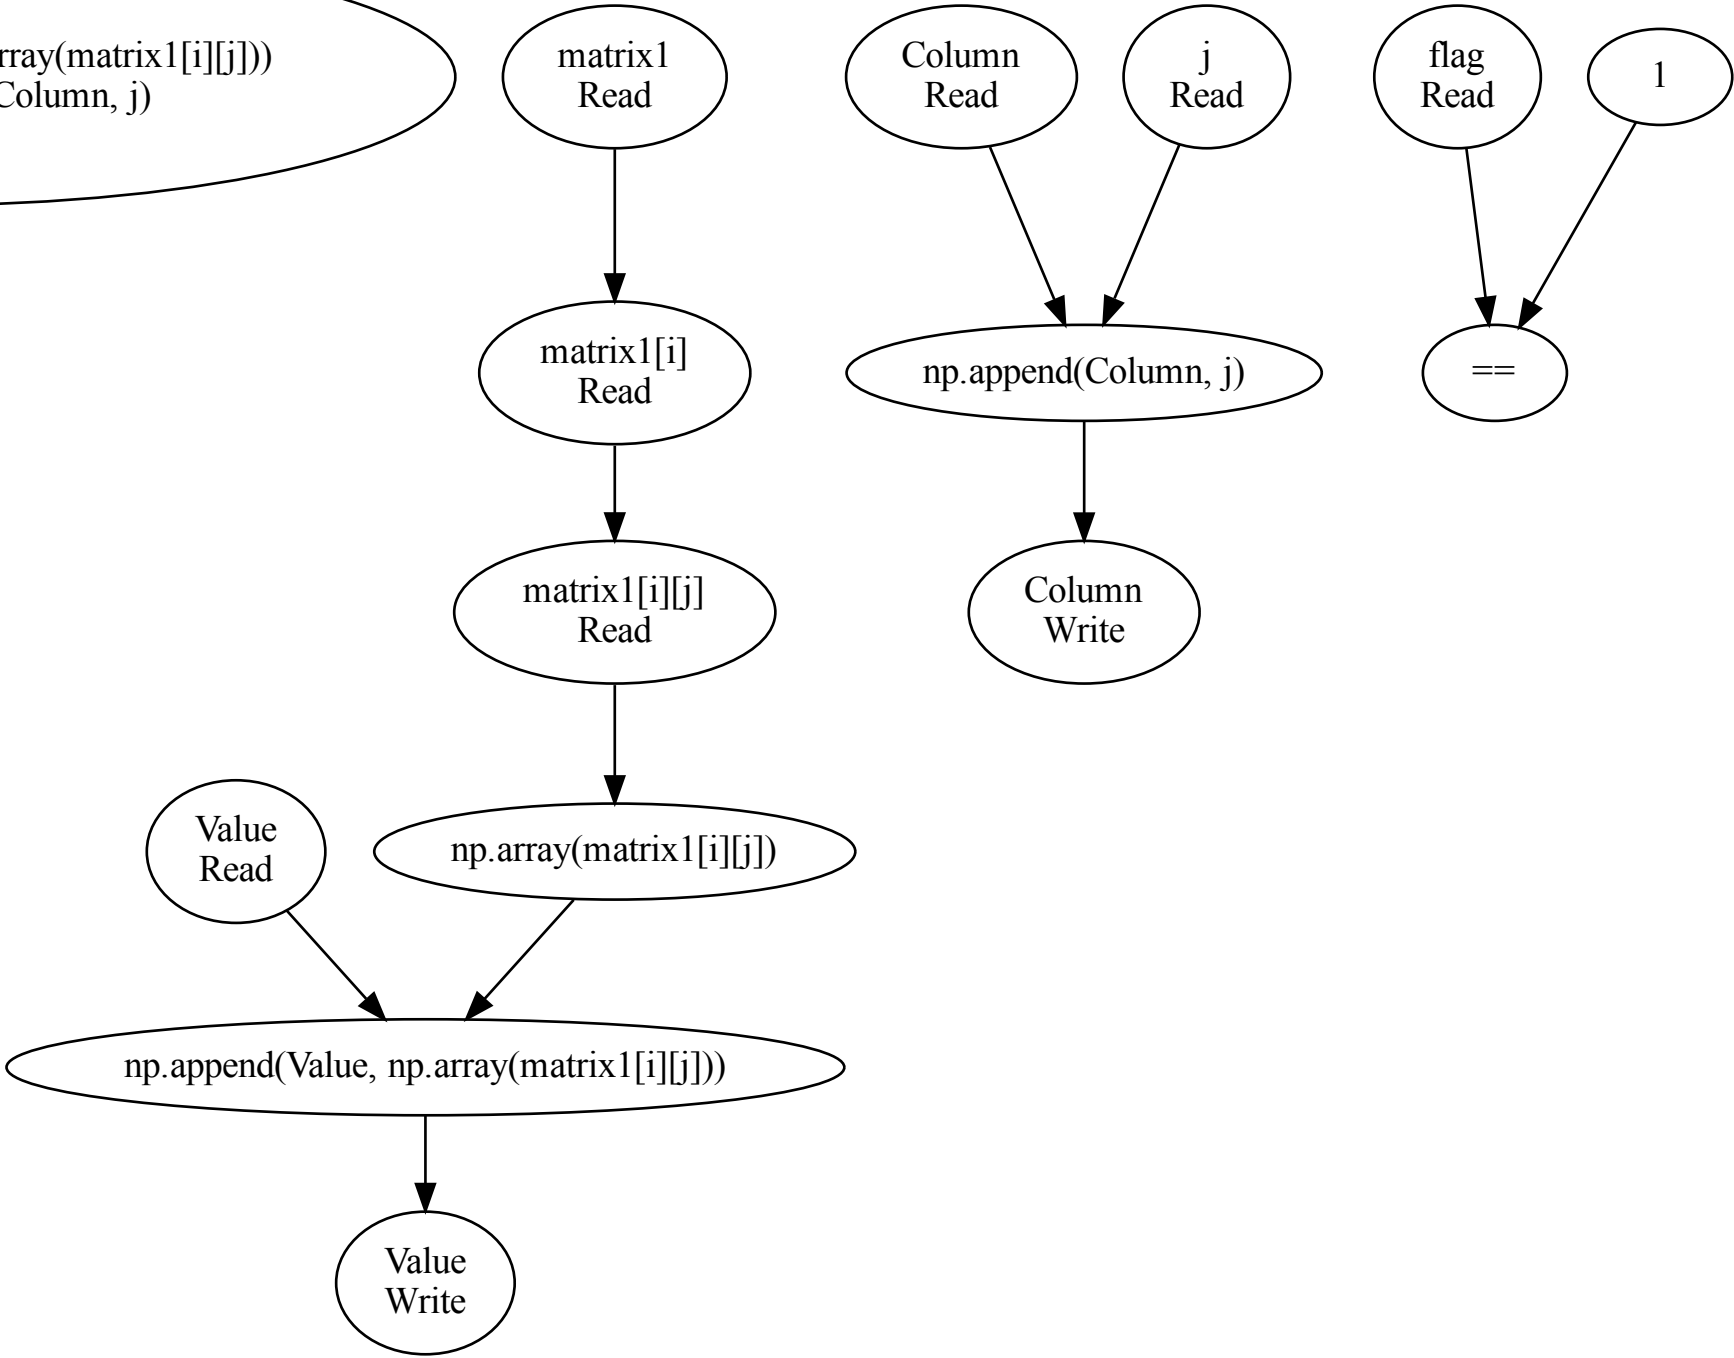 rray(matrix1[i][j]))
Column, j)
matrix1
Read
Column
Read
j
Read
flag
Read
1
matrix1[i]
Read
np.append(Column, j)
==
matrix1[i][j]
Read
Column
Write
Value
Read
np.array(matrix1[i][j])
np.append(Value, np.array(matrix1[i][j]))
Value
Write